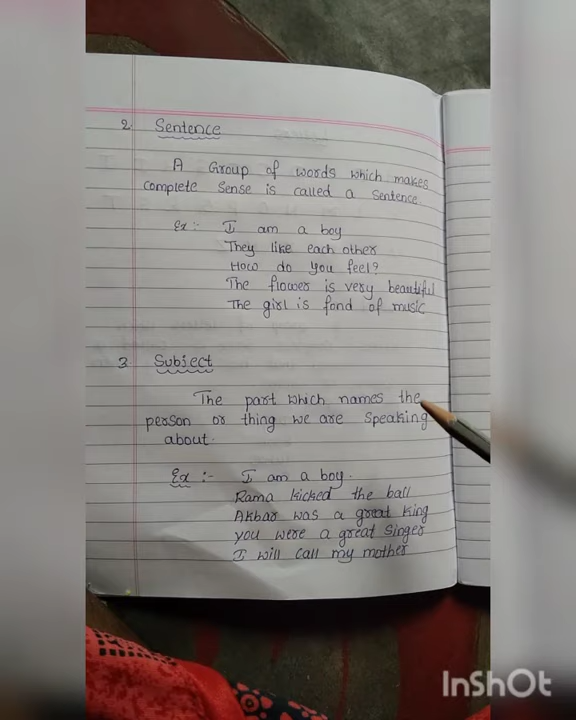 2. Sentence
A Group of words which makes
complete sense is called a sentence.
Ex :- I am a boy
They like each other
How do you feel?
The flower is very beautiful
The girl is fond of music
3. Subject
The part which names the
person or thing we are speaking
about.
Ex :- I am a boy.
Rama kicked the ball
Akbar was a great king
you were a great singer
I will call my mother
InShOt